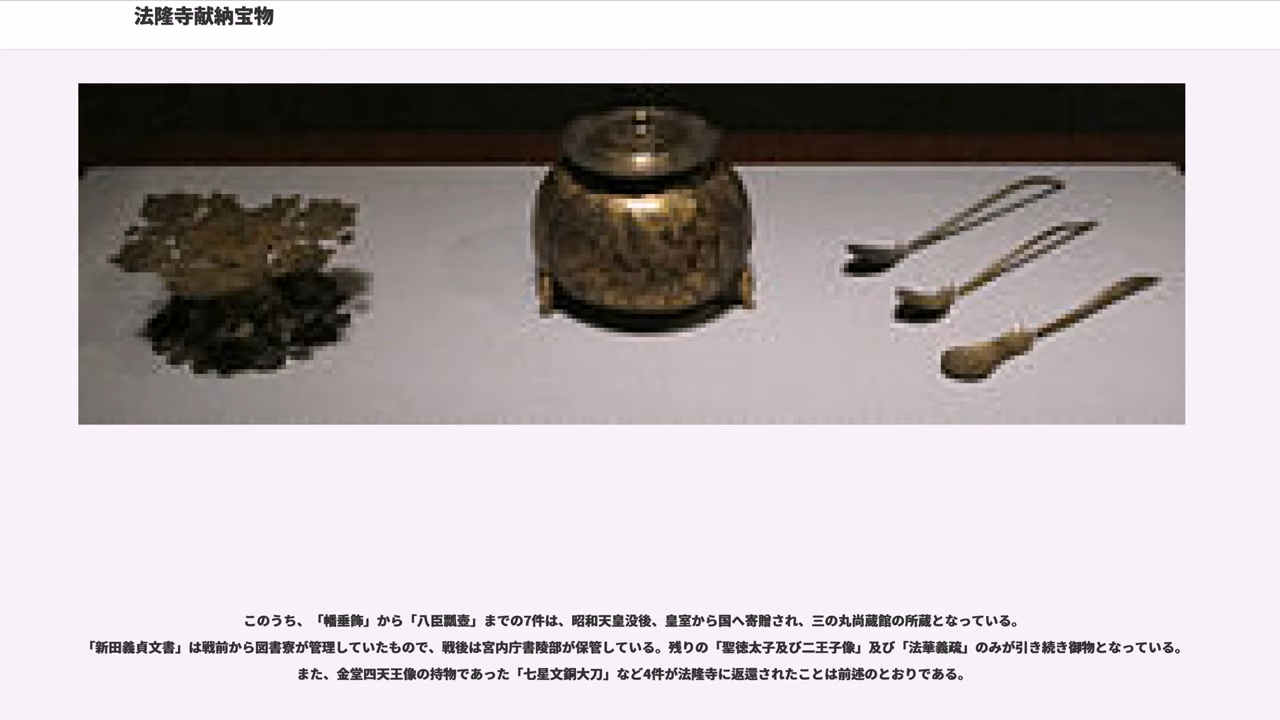 法隆寺献納宝物
このうち、「幡垂飾」から「八臣瓢壺」までの7件は、昭和天皇没後、皇室から国へ寄贈され、三の丸尚蔵館の所蔵となっている。
「新田義貞文書」は戦前から図書寮が管理していたもので、戦後は宮内庁書陵部が保管している。残りの「聖徳太子及び二王子像」及び「法華義疏」のみが引き続き御物となっている。
また、金堂四天王像の持物であった「七星文銅大刀」など4件が法隆寺に返還されたことは前述のとおりである。